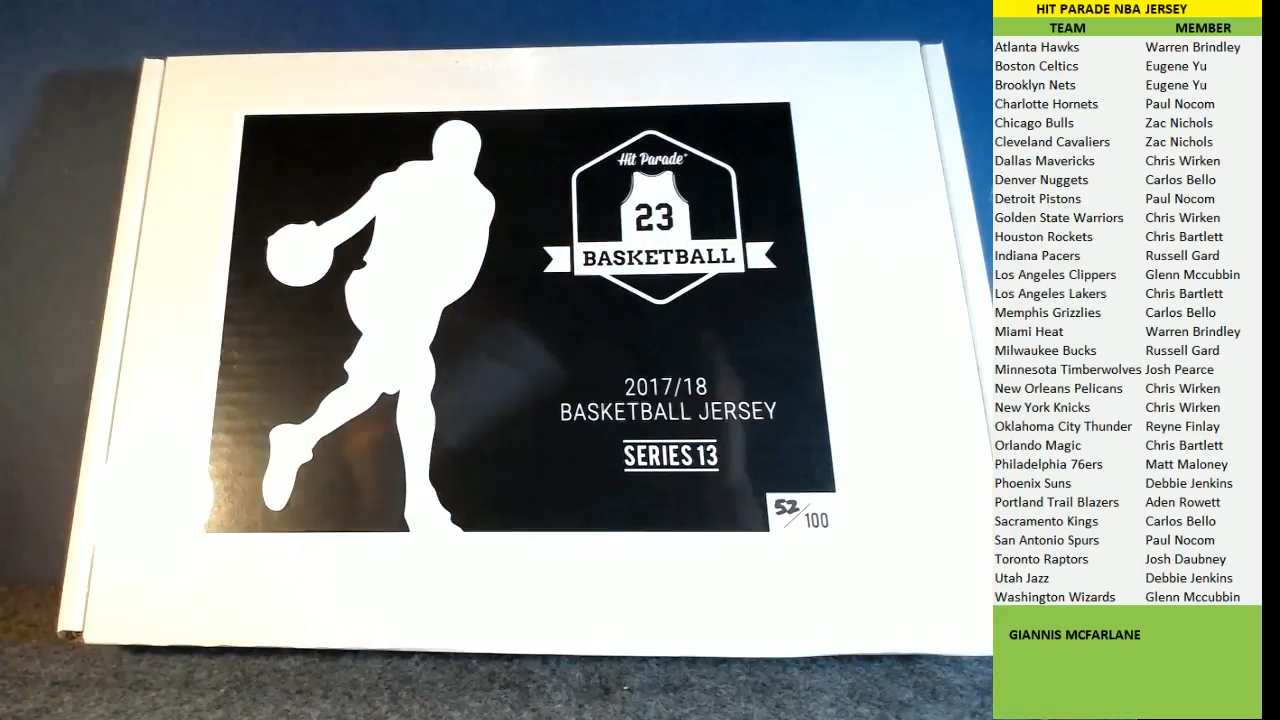 Hit Parade®
23
BASKETBALL
2017/18
BASKETBALL JERSEY
SERIES 13
52/100
HIT PARADE NBA JERSEY
TEAM MEMBER
Atlanta Hawks Warren Brindley
Boston Celtics Eugene Yu
Brooklyn Nets Eugene Yu
Charlotte Hornets Paul Nocom
Chicago Bulls Zac Nichols
Cleveland Cavaliers Zac Nichols
Dallas Mavericks Chris Wirken
Denver Nuggets Carlos Bello
Detroit Pistons Paul Nocom
Golden State Warriors Chris Wirken
Houston Rockets Chris Bartlett
Indiana Pacers Russell Gard
Los Angeles Clippers Glenn Mccubbin
Los Angeles Lakers Chris Bartlett
Memphis Grizzlies Carlos Bello
Miami Heat Warren Brindley
Milwaukee Bucks Russell Gard
Minnesota Timberwolves Josh Pearce
New Orleans Pelicans Chris Wirken
New York Knicks Chris Wirken
Oklahoma City Thunder Reyne Finlay
Orlando Magic Chris Bartlett
Philadelphia 76ers Matt Maloney
Phoenix Suns Debbie Jenkins
Portland Trail Blazers Aden Rowett
Sacramento Kings Carlos Bello
San Antonio Spurs Paul Nocom
Toronto Raptors Josh Daubney
Utah Jazz Debbie Jenkins
Washington Wizards Glenn Mccubbin
GIANNIS MCFARLANE